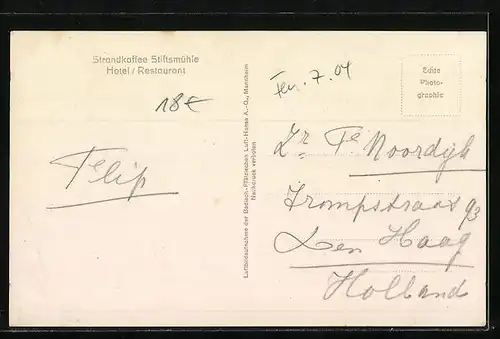 Strandkaffee Stiftsmühle
Hotel / Restaurant
18€
Felip
Luftbildaufnahme der Badisch-Pfälzischen Luft-Hansa A.-G., Mannheim
Nachdruck verboten
7.04
Echte
Photo-
graphie
Noordijk
Trompstraat 93
Den Haag
Holland